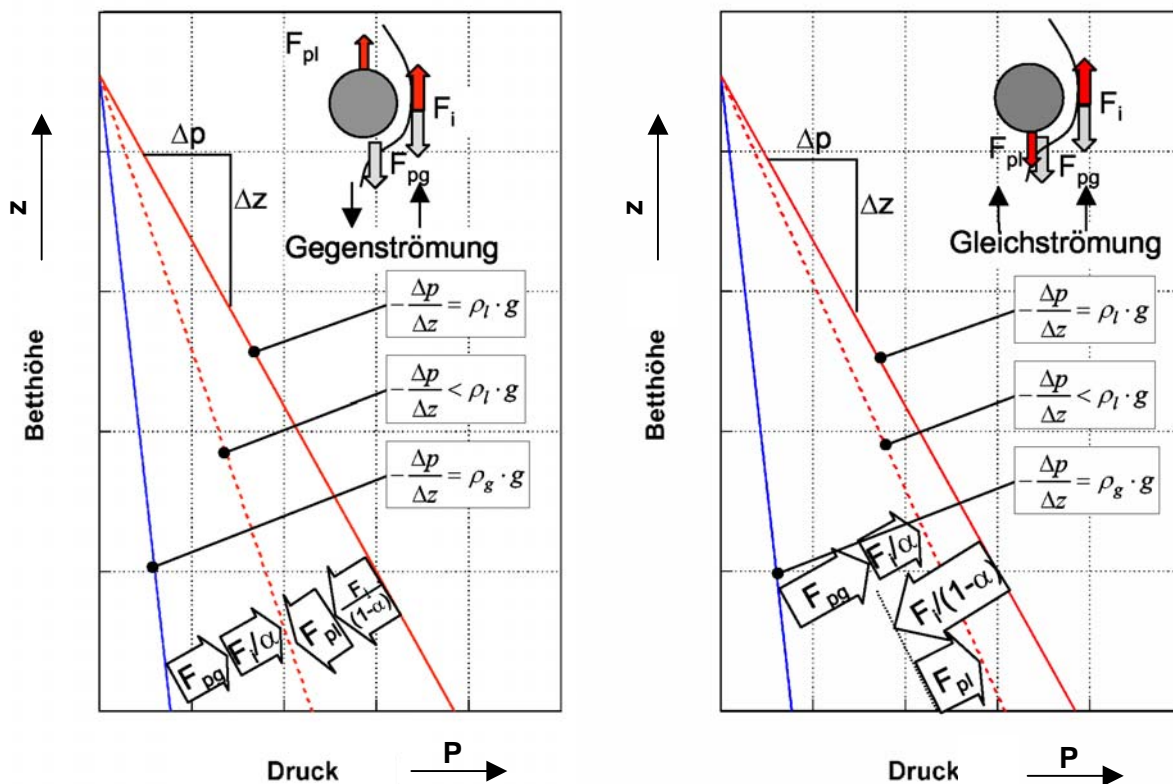 F_pl
F_i
Δp
F_pg
Δz
Gegenströmung
-Δp/Δz = ρ_l · g
-Δp/Δz < ρ_l · g
-Δp/Δz = ρ_g · g
F_pg
F_i/α
F_pl
F_i/(1-α)
z
Betthöhe
Druck
P
F_i
Δp
F_pl
F_pg
Δz
Gleichströmung
-Δp/Δz = ρ_l · g
-Δp/Δz < ρ_l · g
-Δp/Δz = ρ_g · g
F_pg
F_i/α
F_i/(1-α)
F_pl
z
Betthöhe
Druck
P